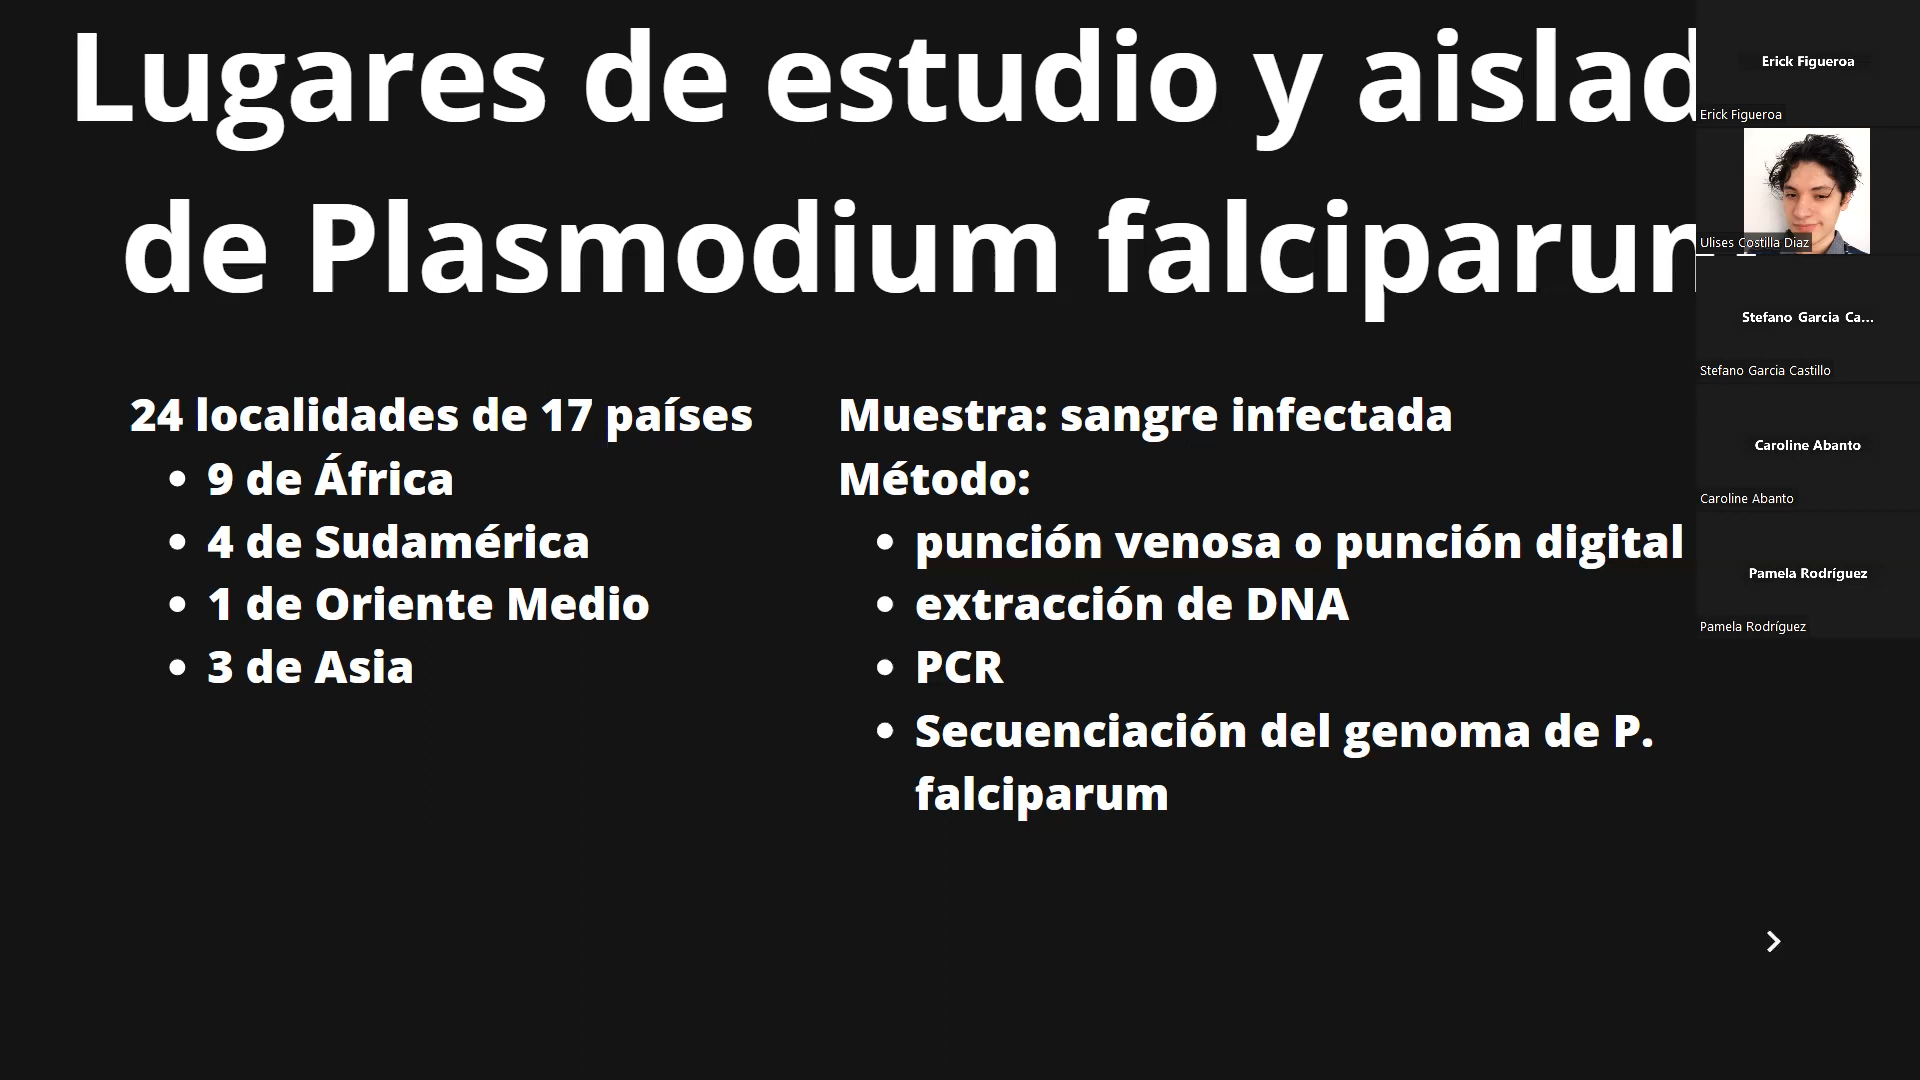 Lugares de estudio y aislad
de Plasmodium falciparum
24 localidades de 17 países
• 9 de África
• 4 de Sudamérica
• 1 de Oriente Medio
• 3 de Asia
Muestra: sangre infectada
Método:
• punción venosa o punción digital
• extracción de DNA
• PCR
• Secuenciación del genoma de P.
falciparum
Erick Figueroa
Erick Figueroa
Ulises Costilla Diaz
Stefano Garcia Ca...
Stefano Garcia Castillo
Caroline Abanto
Caroline Abanto
Pamela Rodríguez
Pamela Rodríguez